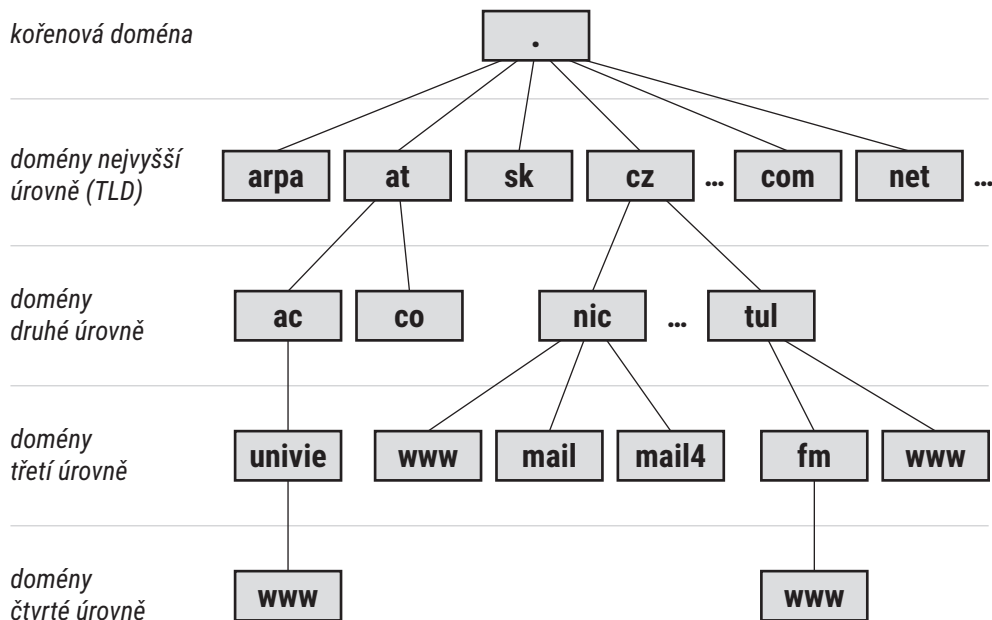 kořenová doména
.
domény nejvyšší
úrovně (TLD)
arpa at sk cz ... com net ...
domény
druhé úrovně
ac co nic ... tul
domény
třetí úrovně
univie www mail mail4 fm www
domény
čtvrté úrovně
www www